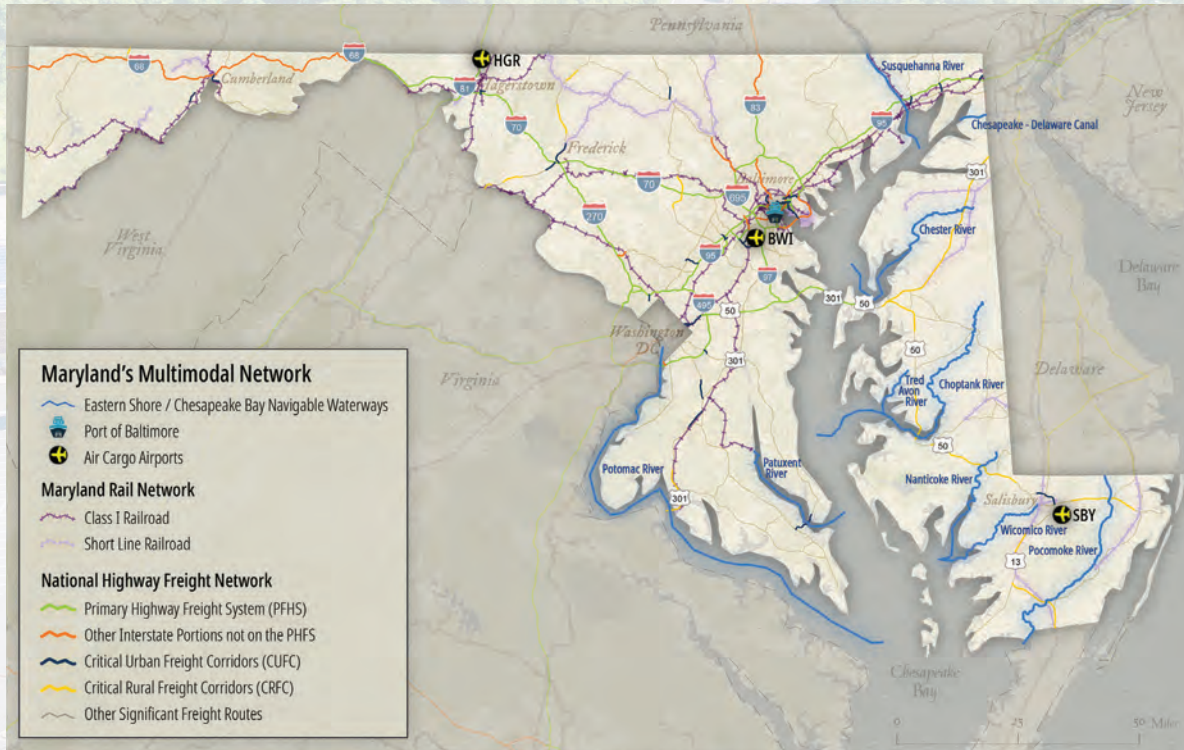 Pennsylvania
HGR
68
68
Cumberland
Hagerstown
81
70
Susquehanna River
83
95
New
Jersey
Chesapeake - Delaware Canal
Frederick
70
Baltimore
695
301
270
West
Virginia
BWI
Chester River
95
97
Delaware
Bay
495
50
301
50
Washington
DC
301
50
Virginia
Delaware
Tred
Avon
River
Choptank River
50
Potomac River
Patuxent
River
Nanticoke River
301
Salisbury
SBY
Wicomico River
Pocomoke River
13
Chesapeake
Bay
0
25
50 Miles
Maryland's Multimodal Network
Eastern Shore / Chesapeake Bay Navigable Waterways
Port of Baltimore
Air Cargo Airports
Maryland Rail Network
Class I Railroad
Short Line Railroad
National Highway Freight Network
Primary Highway Freight System (PFHS)
Other Interstate Portions not on the PHFS
Critical Urban Freight Corridors (CUFC)
Critical Rural Freight Corridors (CRFC)
Other Significant Freight Routes